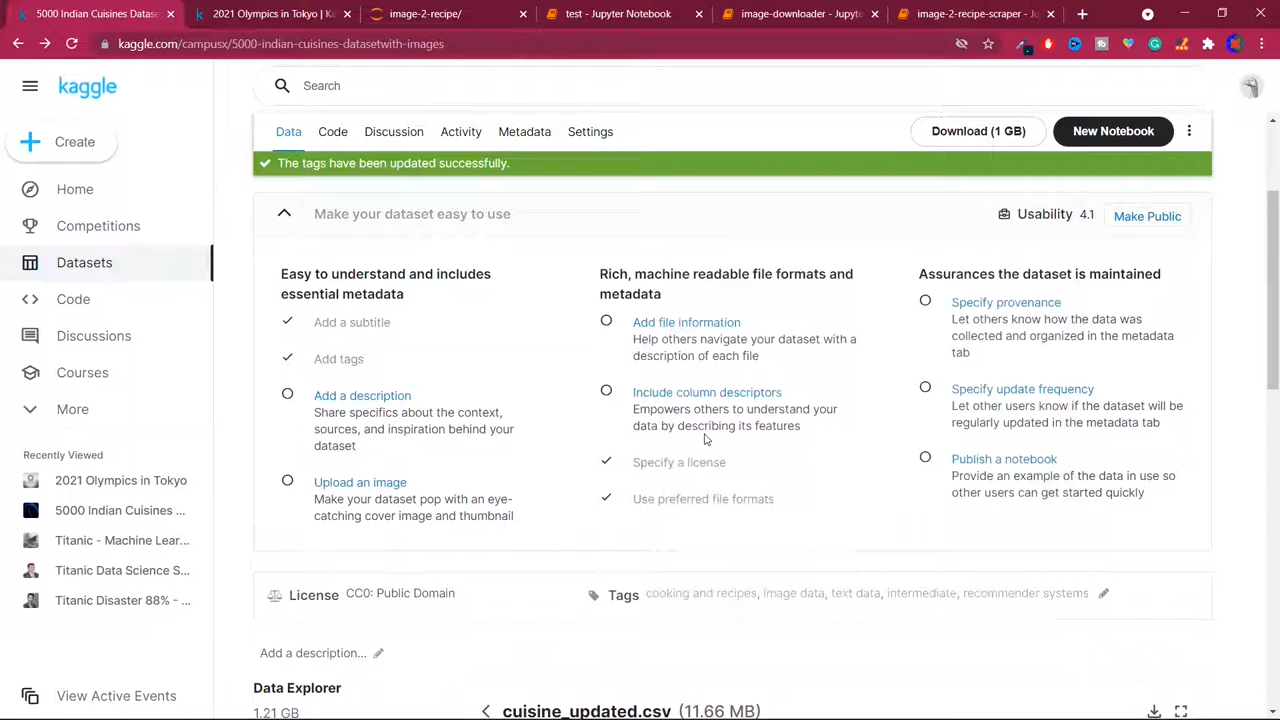 5000 Indian Cuisines Datase
2021 Olympics in Tokyo | Ka
image-2-recipe/
test - Jupyter Notebook
image-downloader - Jupyte
image-2-recipe-scraper - Ju
kaggle.com/campusx/5000-indian-cuisines-datasetwith-images
kaggle
Search
Create
Home
Competitions
Datasets
Code
Discussions
Courses
More
Recently Viewed
2021 Olympics in Tokyo
5000 Indian Cuisines ...
Titanic - Machine Lear...
Titanic Data Science S...
Titanic Disaster 88% - ...
View Active Events
Data Code Discussion Activity Metadata Settings
Download (1 GB)
New Notebook
The tags have been updated successfully.
Make your dataset easy to use
Usability 4.1
Make Public
Easy to understand and includes
essential metadata
Add a subtitle
Add tags
Add a description
Share specifics about the context,
sources, and inspiration behind your
dataset
Upload an image
Make your dataset pop with an eye-
catching cover image and thumbnail
Rich, machine readable file formats and
metadata
Add file information
Help others navigate your dataset with a
description of each file
Include column descriptors
Empowers others to understand your
data by describing its features
Specify a license
Use preferred file formats
Assurances the dataset is maintained
Specify provenance
Let others know how the data was
collected and organized in the metadata
tab
Specify update frequency
Let other users know if the dataset will be
regularly updated in the metadata tab
Publish a notebook
Provide an example of the data in use so
other users can get started quickly
License CC0: Public Domain
Tags cooking and recipes, image data, text data, intermediate, recommender systems
Add a description...
Data Explorer
1.21 GB
cuisine_updated.csv (11.66 MB)